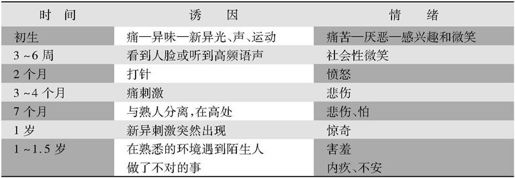 时 间 诱 因 情 绪
初生 痛—异味—新异光、声、运动 痛苦—厌恶—感兴趣和微笑
3~6周 看到人脸或听到高频语声 社会性微笑
2个月 打针 愤怒
3~4个月 痛刺激 悲伤
7个月 与熟人分离,在高处 悲伤、怕
1岁 新异刺激突然出现 惊奇
1~1.5岁 在熟悉的环境遇到陌生人 害羞
做了不对的事 内疚、不安